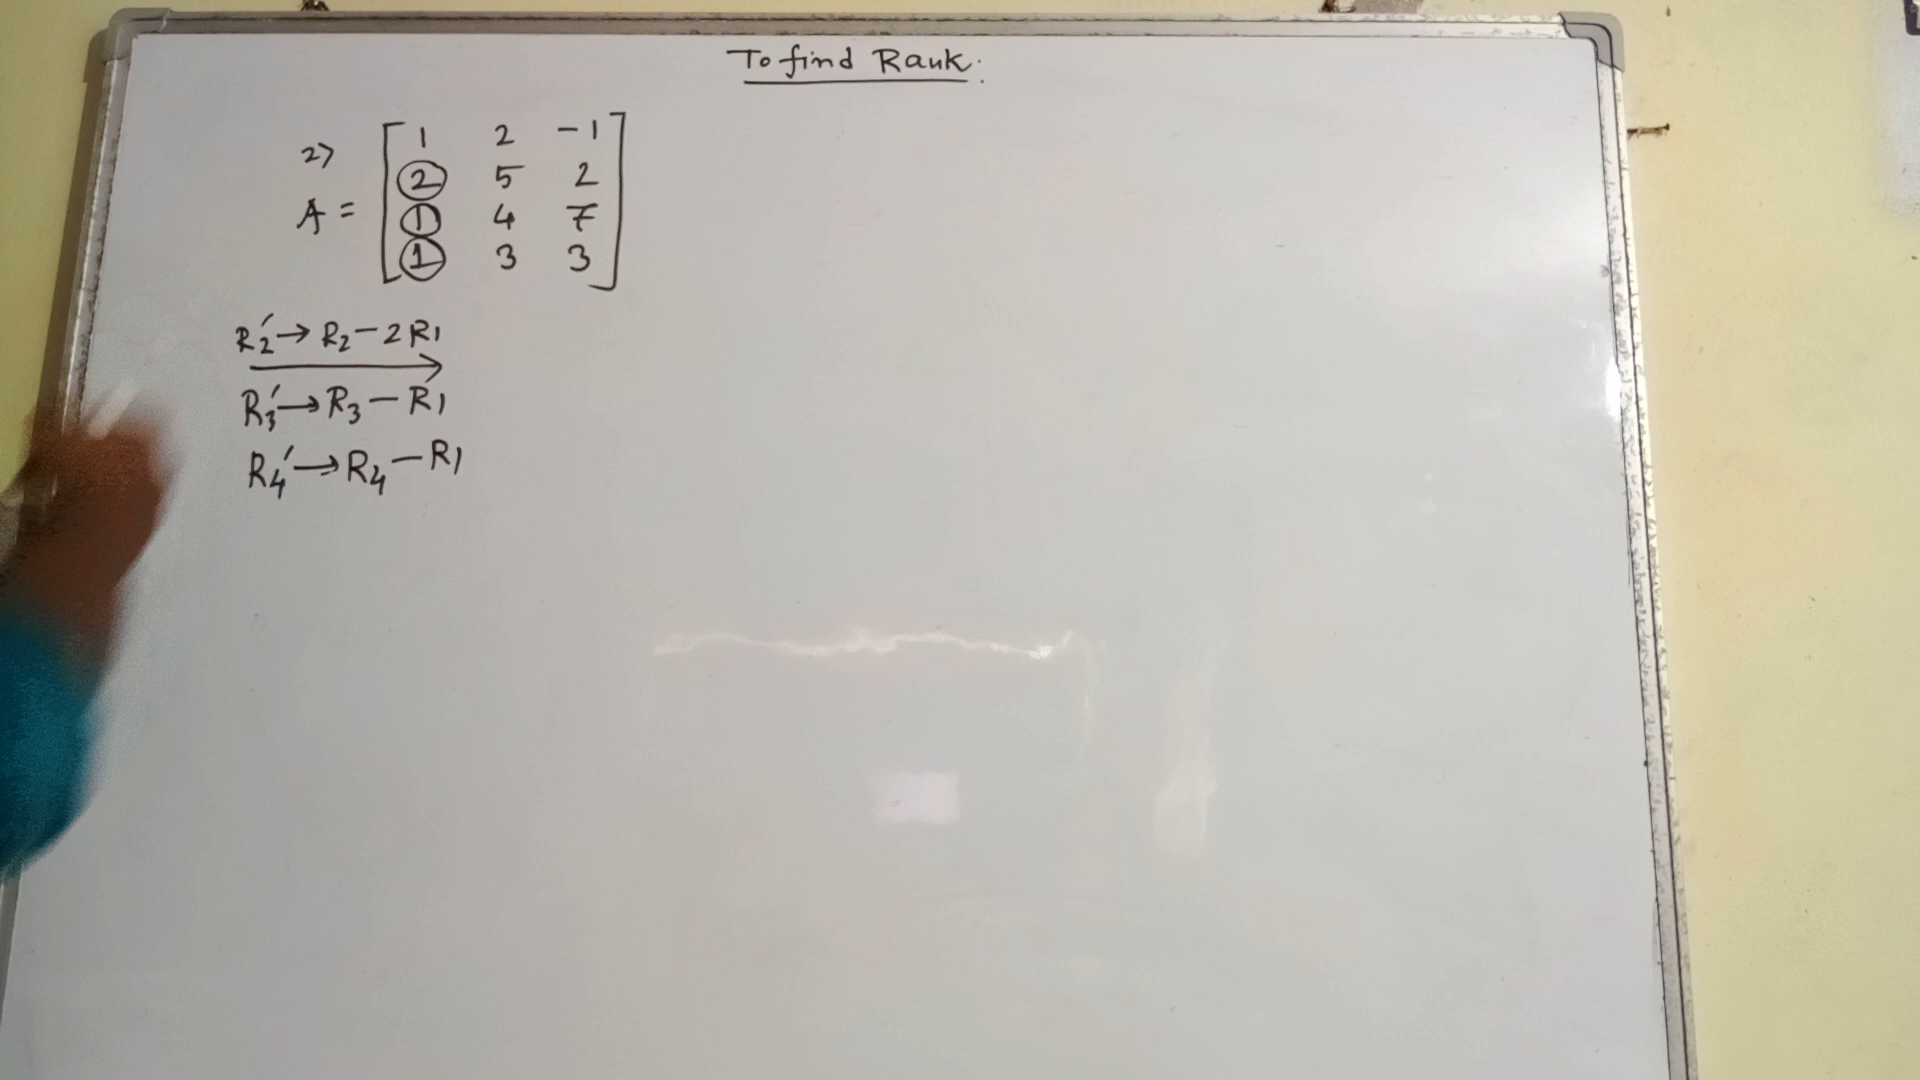 To find Rank.
2>
A = [ 1 2 -1
2 5 2
1 4 7
1 3 3 ]
R₂′ → R₂ - 2R₁
R₃′ → R₃ - R₁
R₄′ → R₄ - R₁